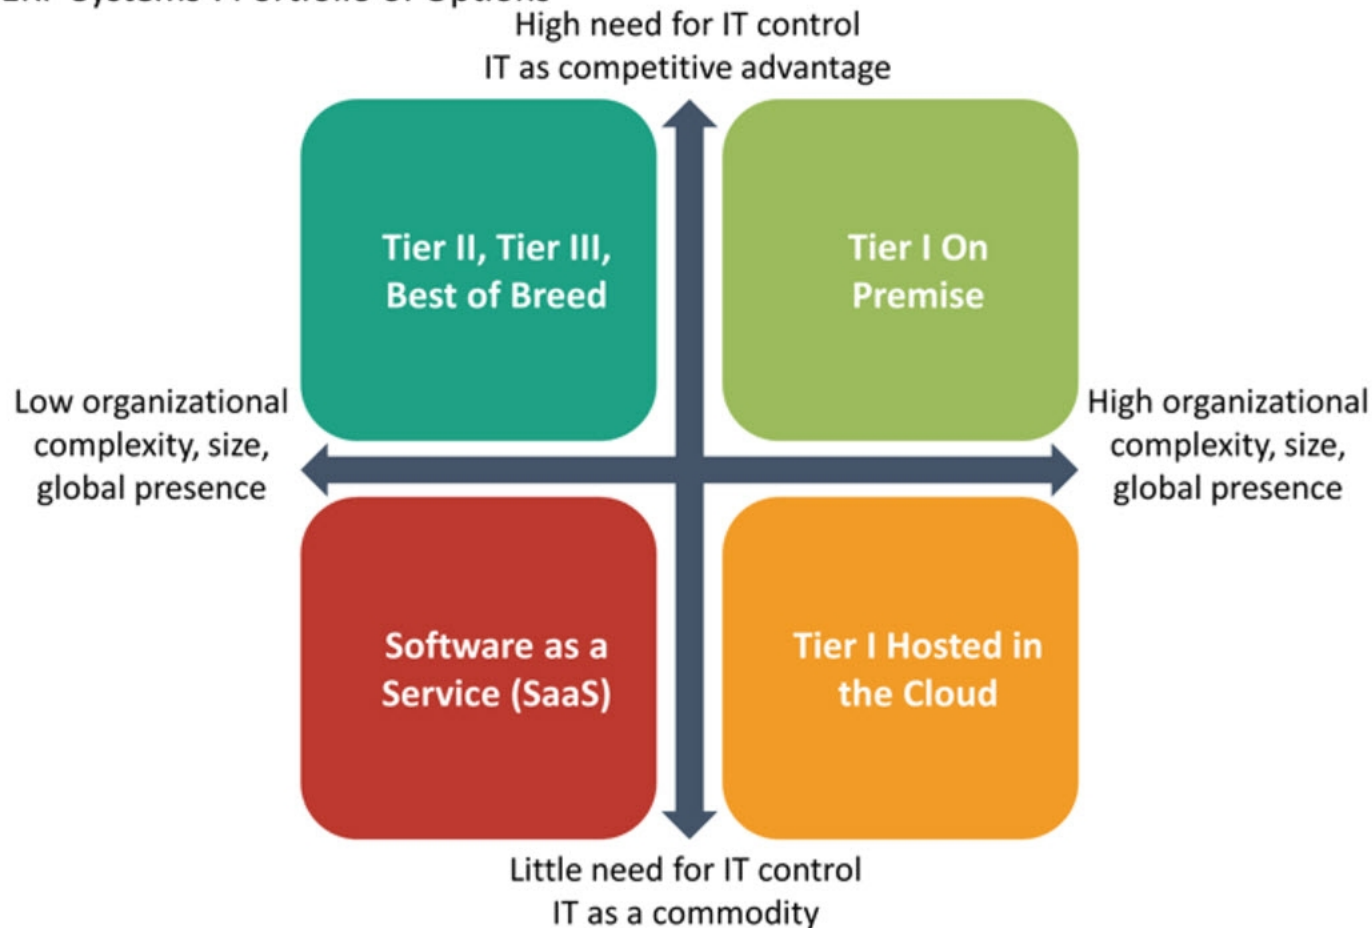 High need for IT control
IT as competitive advantage
Tier II, Tier III,
Best of Breed
Tier I On
Premise
Low organizational
complexity, size,
global presence
High organizational
complexity, size,
global presence
Software as a
Service (SaaS)
Tier I Hosted in
the Cloud
Little need for IT control
IT as a commodity